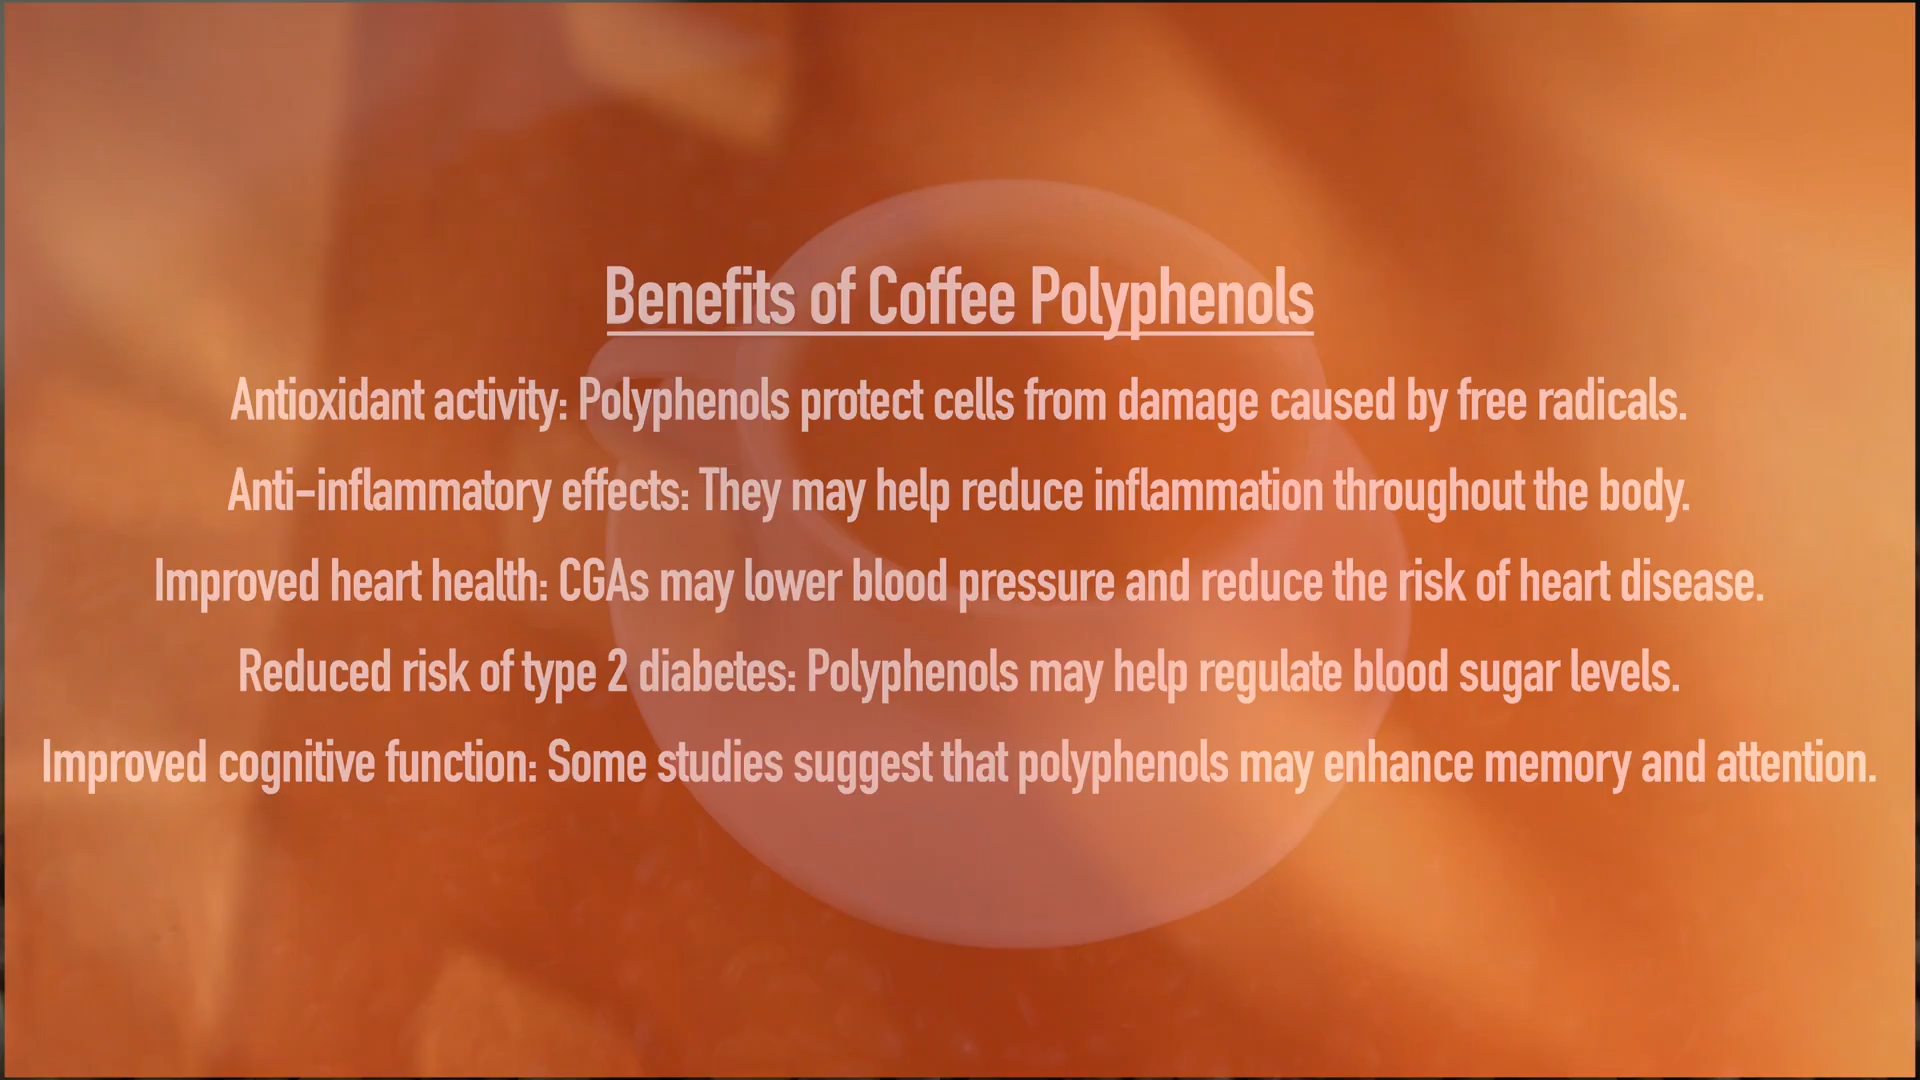 Benefits of Coffee Polyphenols
Antioxidant activity: Polyphenols protect cells from damage caused by free radicals.
Anti-inflammatory effects: They may help reduce inflammation throughout the body.
Improved heart health: CGAs may lower blood pressure and reduce the risk of heart disease.
Reduced risk of type 2 diabetes: Polyphenols may help regulate blood sugar levels.
Improved cognitive function: Some studies suggest that polyphenols may enhance memory and attention.